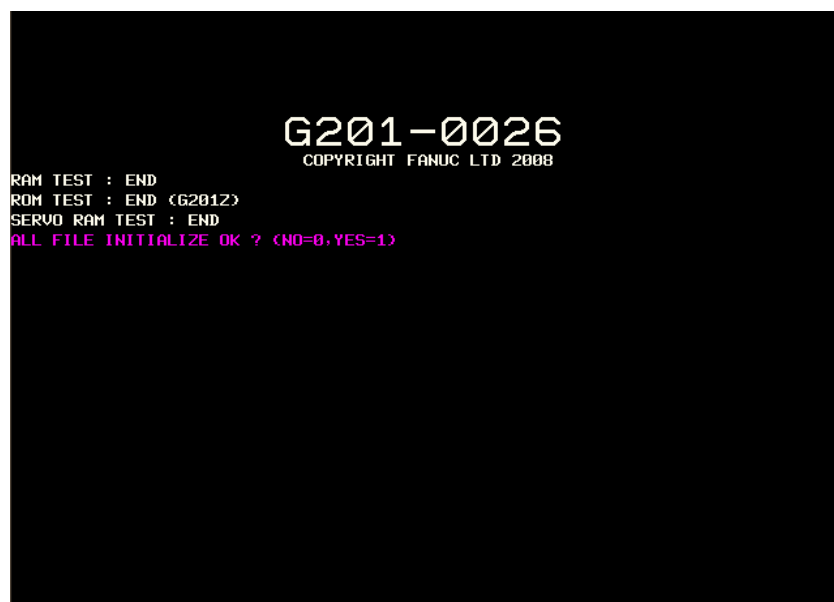 G201-0026
COPYRIGHT FANUC LTD 2008
RAM TEST : END
ROM TEST : END (G201Z)
SERVO RAM TEST : END
ALL FILE INITIALIZE OK ? (NO=0,YES=1)